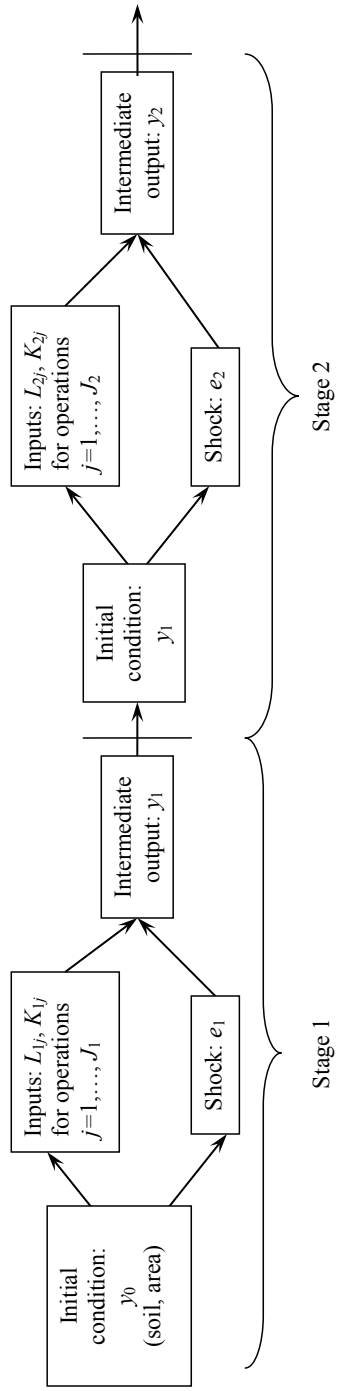 Initial
condition:
y₀
(soil, area)
Inputs: L₁ⱼ, K₁ⱼ
for operations
j=1,…, J₁
Shock: e₁
Intermediate
output: y₁
Stage 1
Initial
condition:
y₁
Inputs: L₂ⱼ, K₂ⱼ
for operations
j=1,…, J₂
Shock: e₂
Intermediate
output: y₂
Stage 2